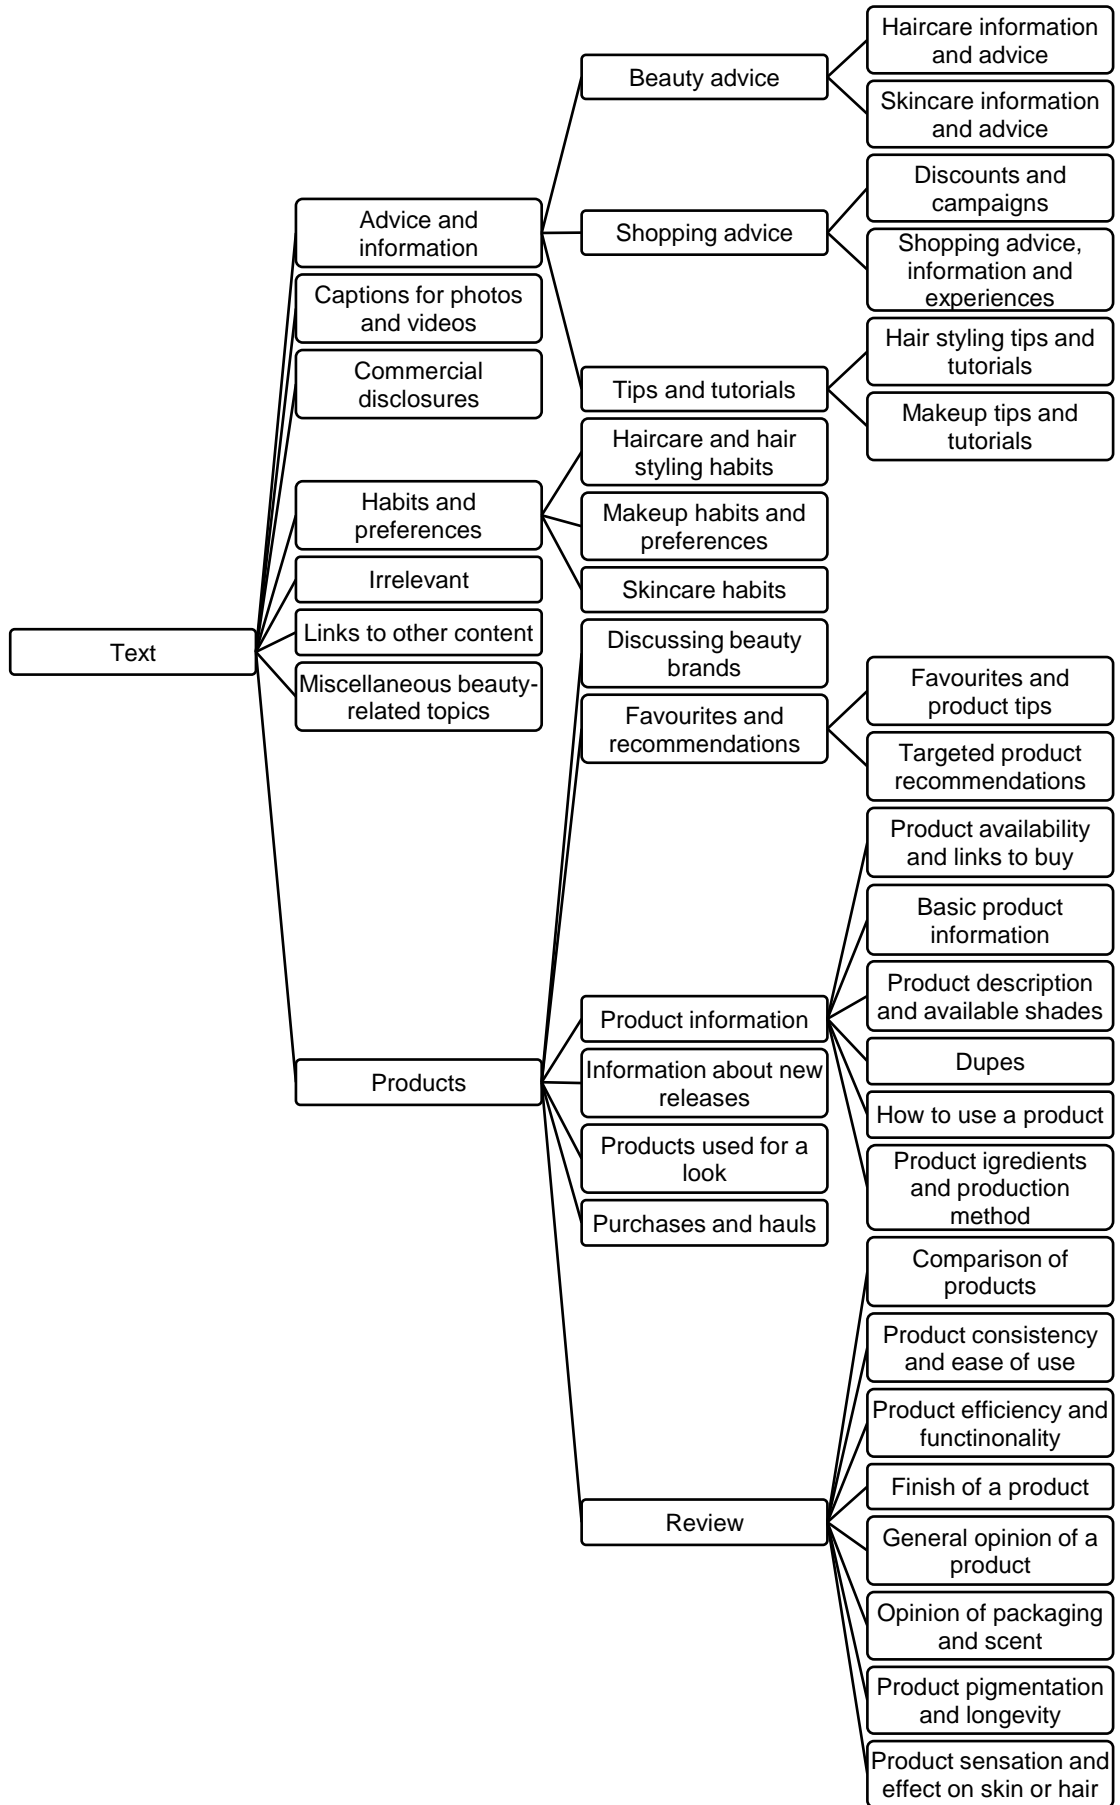 Text
Advice and
information
Beauty advice
Haircare information
and advice
Skincare information
and advice
Shopping advice
Discounts and
campaigns
Shopping advice,
information and
experiences
Tips and tutorials
Hair styling tips and
tutorials
Makeup tips and
tutorials
Captions for photos
and videos
Commercial
disclosures
Habits and
preferences
Haircare and hair
styling habits
Makeup habits and
preferences
Skincare habits
Irrelevant
Links to other content
Miscellaneous beauty-
related topics
Products
Discussing beauty
brands
Favourites and
recommendations
Favourites and
product tips
Targeted product
recommendations
Product information
Product availability
and links to buy
Basic product
information
Product description
and available shades
Dupes
How to use a product
Product igredients
and production
method
Information about new
releases
Products used for a
look
Purchases and hauls
Review
Comparison of
products
Product consistency
and ease of use
Product efficiency and
functinonality
Finish of a product
General opinion of a
product
Opinion of packaging
and scent
Product pigmentation
and longevity
Product sensation and
effect on skin or hair